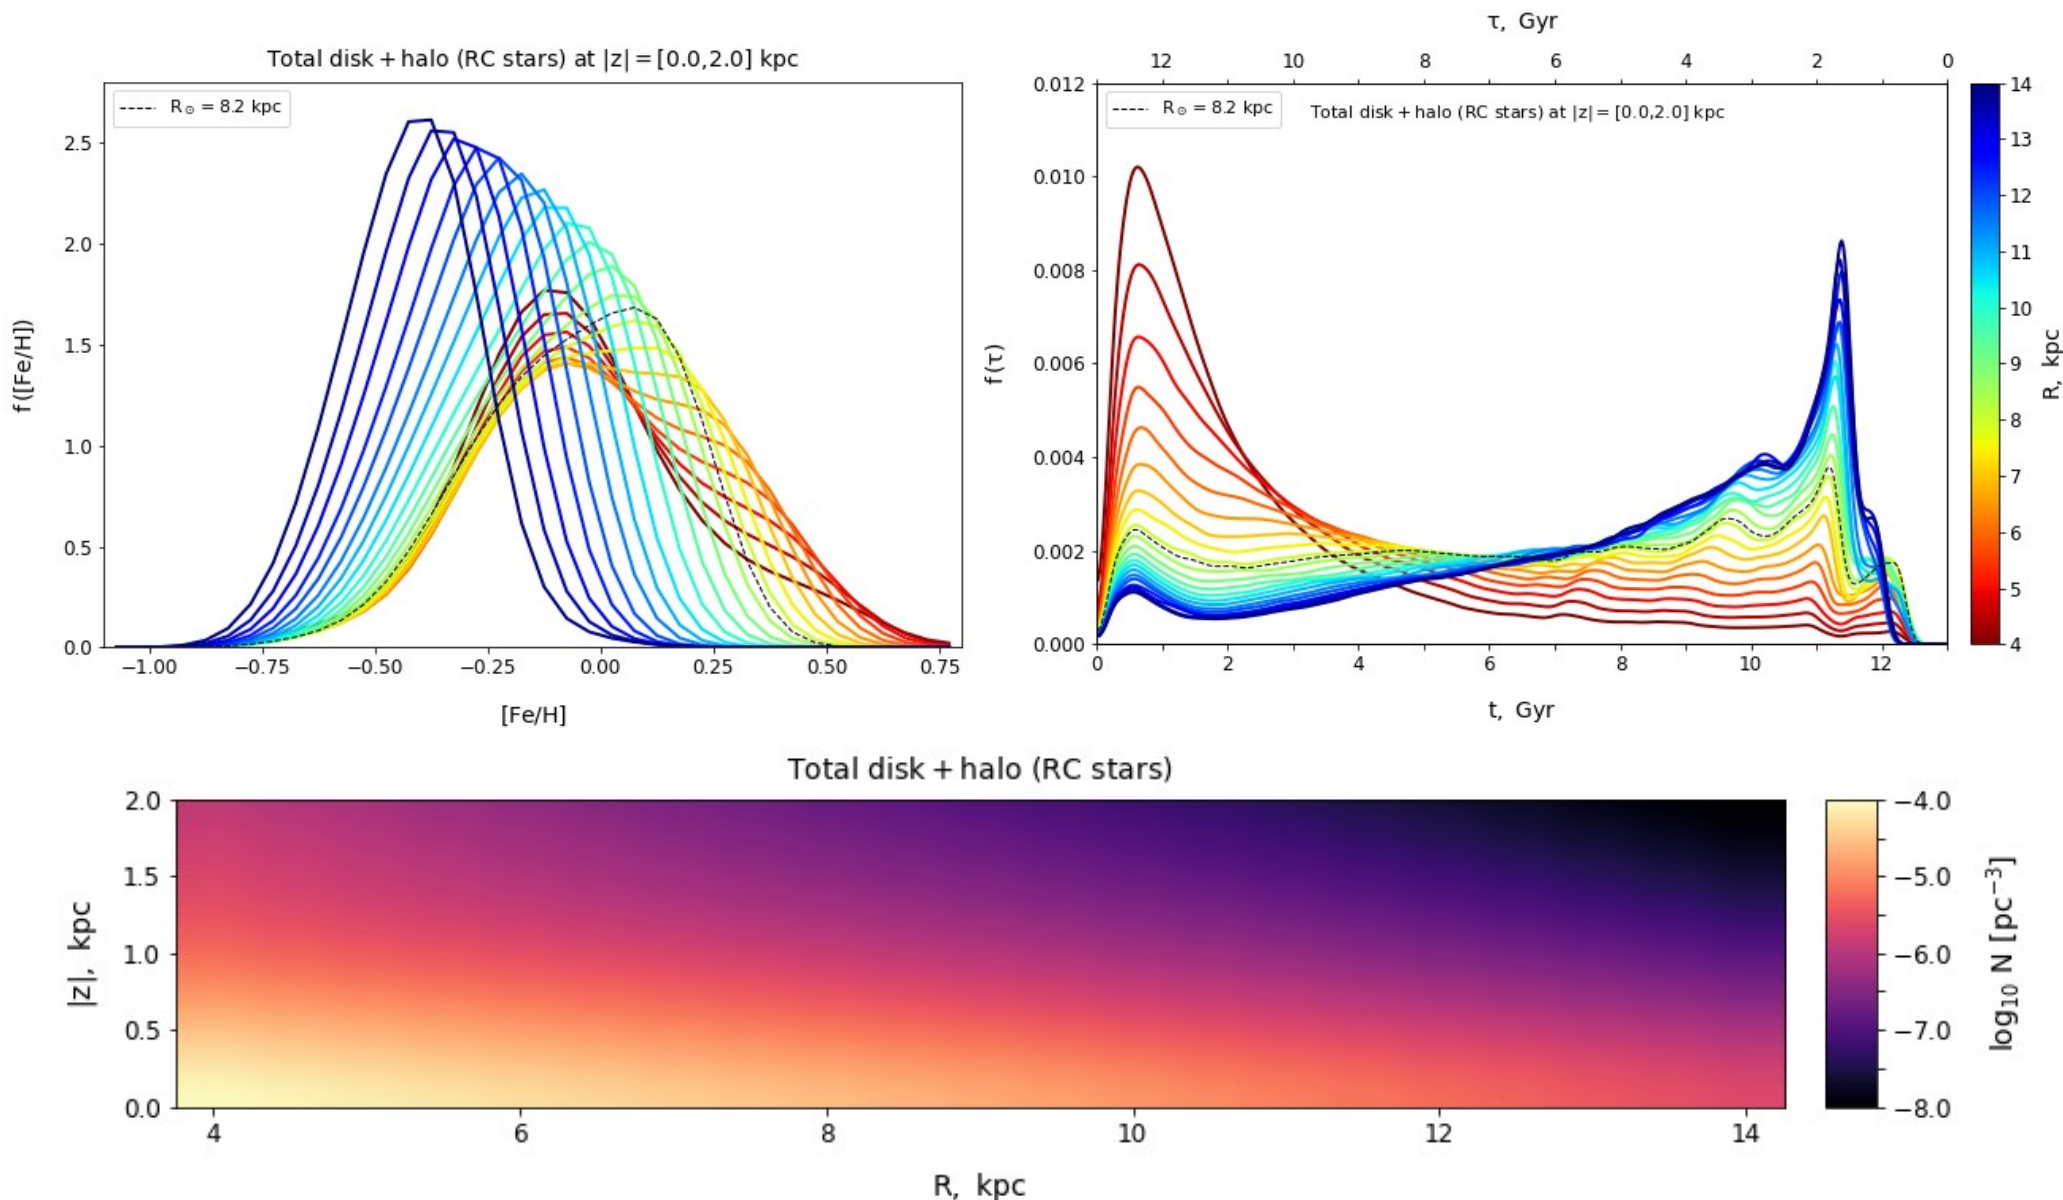 Total disk + halo (RC stars) at |z| = [0.0,2.0] kpc
R⊙ = 8.2 kpc
2.5
2.0
1.5
1.0
0.5
0.0
f([Fe/H])
−1.00 −0.75 −0.50 −0.25 0.00 0.25 0.50 0.75
[Fe/H]
τ, Gyr
12 10 8 6 4 2 0
R⊙ = 8.2 kpc
Total disk + halo (RC stars) at |z| = [0.0,2.0] kpc
0.012
0.010
0.008
0.006
0.004
0.002
0.000
f(τ)
0 2 4 6 8 10 12
t, Gyr
14
13
12
11
10
9
8
7
6
5
4
R, kpc
Total disk + halo (RC stars)
2.0
1.5
1.0
0.5
0.0
|z|, kpc
4 6 8 10 12 14
R, kpc
−4.0
−5.0
−6.0
−7.0
−8.0
log₁₀ N [pc⁻³]